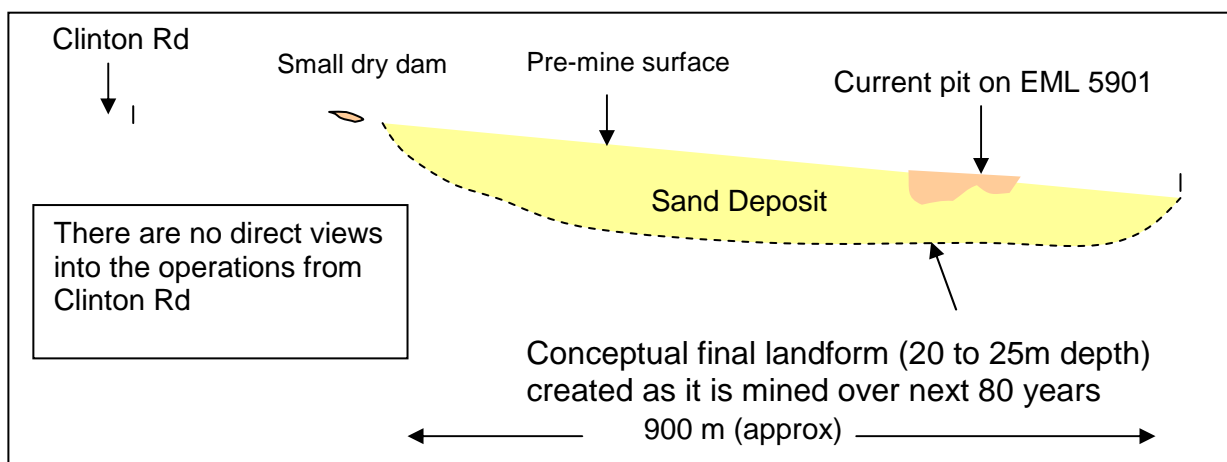 Clinton Rd
Small dry dam
Pre-mine surface
Current pit on EML 5901
Sand Deposit
There are no direct views
into the operations from
Clinton Rd
Conceptual final landform (20 to 25m depth)
created as it is mined over next 80 years
900 m (approx)